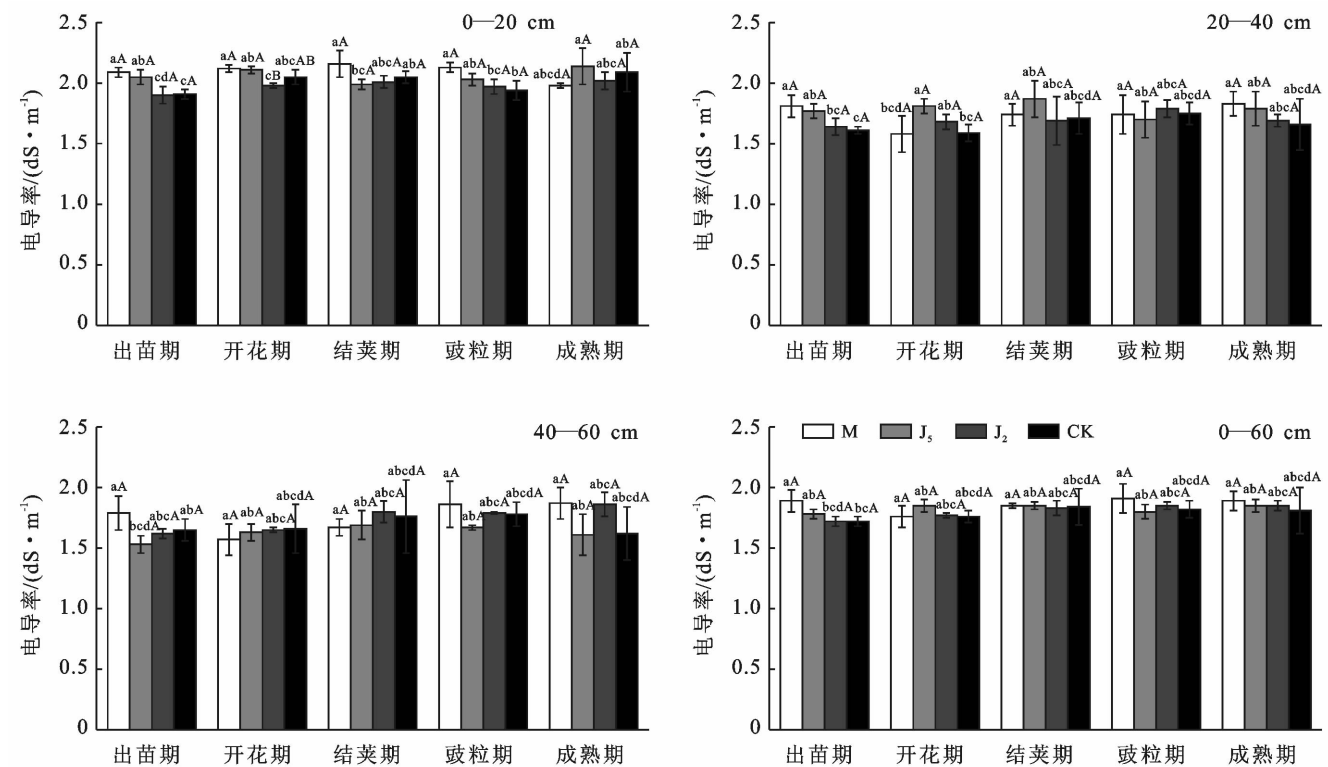 0—20 cm
电导率/(dS·m⁻¹)
2.5
2.0
1.5
1.0
0.5
0
aA abA cdA cA
aA abA cB abcAB
aA bcA abcA abA
aA abA bcA bA
abcdA aA abcA abA
出苗期 开花期 结荚期 豉粒期 成熟期
20—40 cm
电导率/(dS·m⁻¹)
2.5
2.0
1.5
1.0
0.5
0
aA abA bcA cA
bcdA aA abA bcA
aA abA abcA abcdA
aA abA abcA abcdA
aA abA abcA abcdA
出苗期 开花期 结荚期 豉粒期 成熟期
40—60 cm
电导率/(dS·m⁻¹)
2.5
2.0
1.5
1.0
0.5
0
aA bcdA abcA abA
aA abA abcA abcdA
aA abA abcA abcdA
aA abA abcA abcdA
aA abA abcA abcdA
出苗期 开花期 结荚期 豉粒期 成熟期
M J₅ J₂ CK 0—60 cm
电导率/(dS·m⁻¹)
2.5
2.0
1.5
1.0
0.5
0
aA abA bcdA bcA
aA abA abcA abcdA
aA abA abcA abcdA
aA abA abcA abcdA
aA abA abcA abcdA
出苗期 开花期 结荚期 豉粒期 成熟期